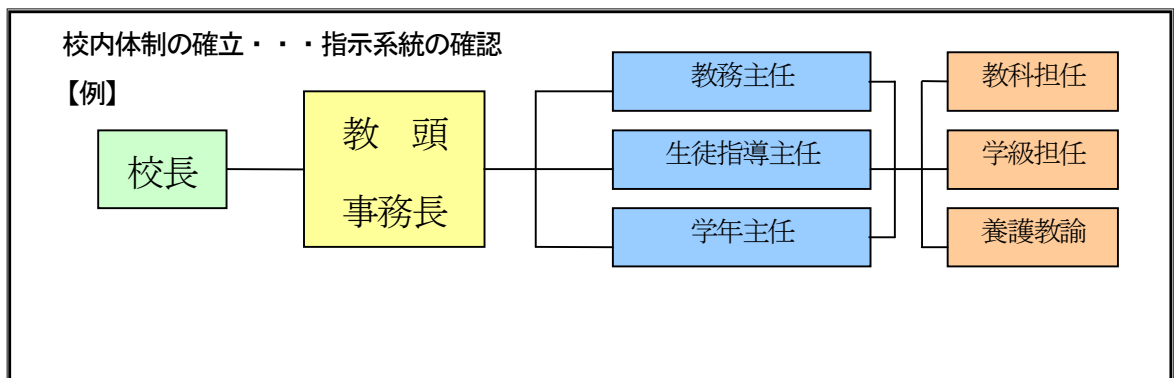 校内体制の確立・・・指示系統の確認
【例】
校長
教 頭
事務長
教務主任
生徒指導主任
学年主任
教科担任
学級担任
養護教諭